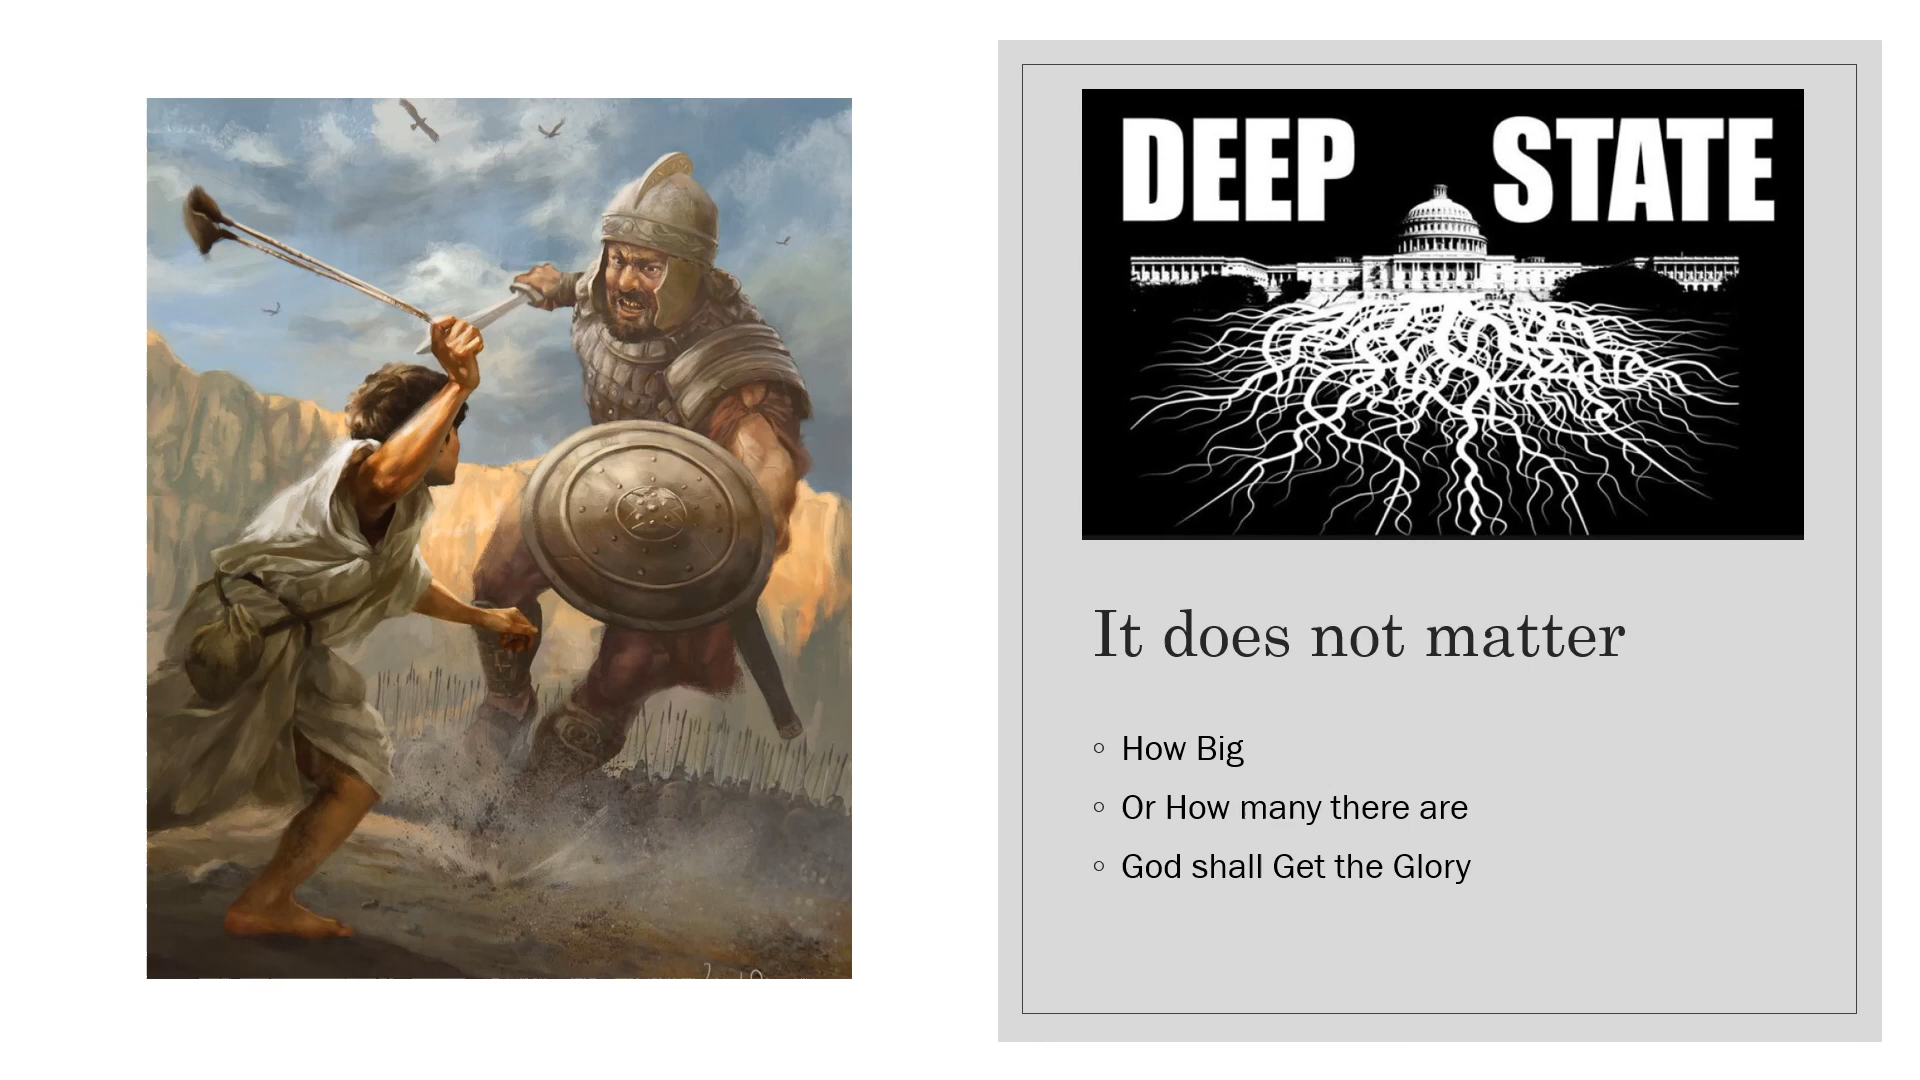 DEEP STATE
It does not matter
How Big
Or How many there are
God shall Get the Glory